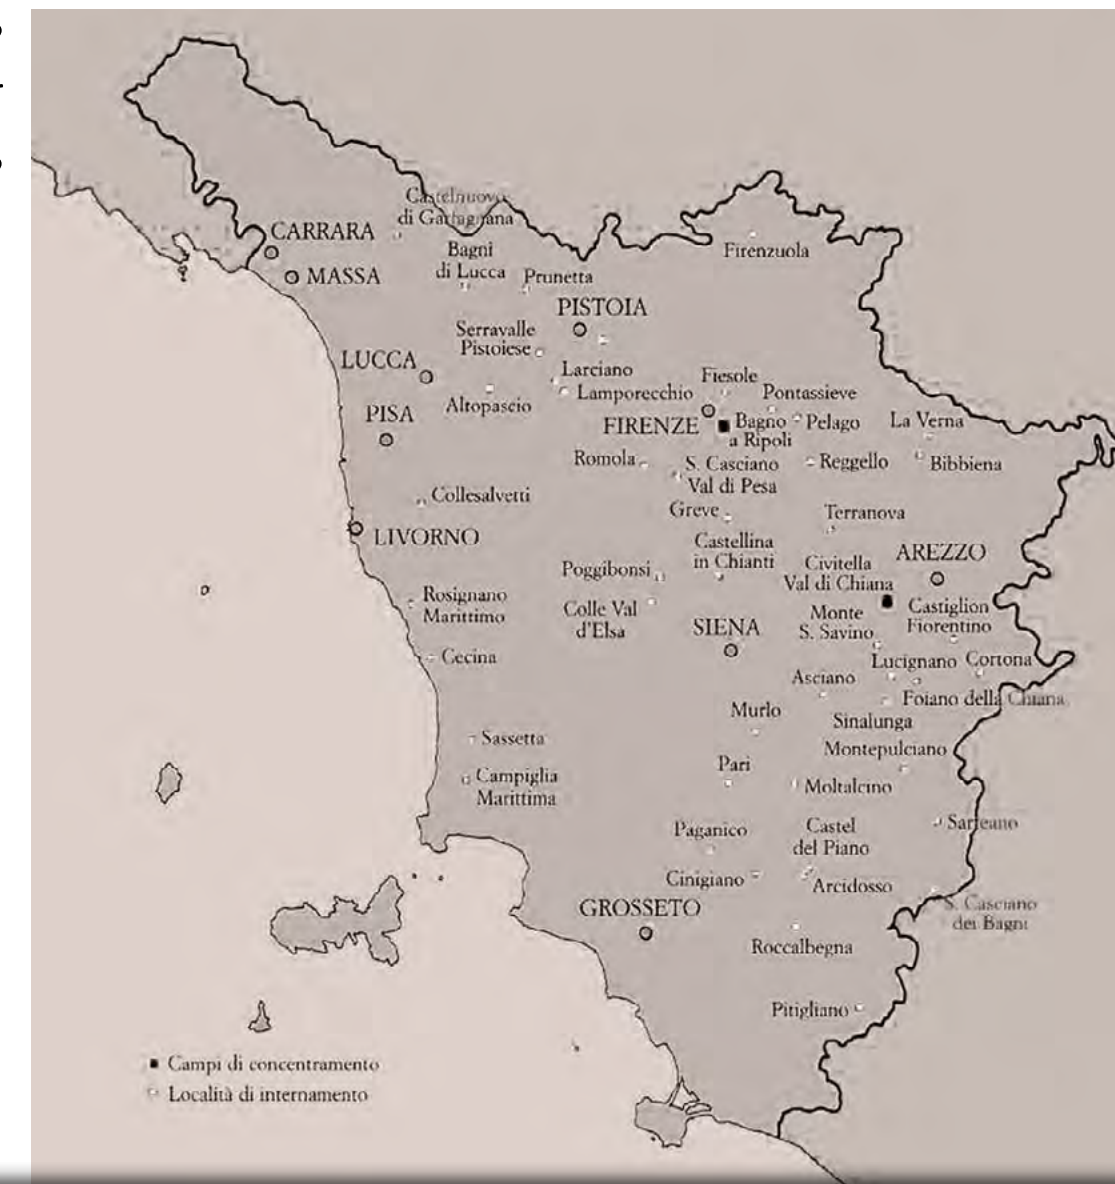 Castelnuovo
di Garfagnana
CARRARA
MASSA
Bagni
di Lucca
Prunetta
Firenzuola
PISTOIA
Serravalle
Pistoiese
LUCCA
Larciano
Lamporecchio
Altopascio
PISA
Fiesole
Pontassieve
FIRENZE
Bagno
a Ripoli
Pelago
La Verna
Bibbiena
Romola
S. Casciano
Val di Pesa
Reggello
Collesalvetti
Greve
Terranova
LIVORNO
Castellina
in Chianti
Civitella
Val di Chiana
AREZZO
Poggibonsi
Rosignano
Marittimo
Colle Val
d'Elsa
SIENA
Monte
S. Savino
Castiglion
Fiorentino
Cecina
Lucignano
Cortona
Asciano
Foiano della Chiana
Murlo
Sinalunga
Sassetta
Montepulciano
Pari
Campiglia
Marittima
Moltalcino
Paganico
Castel
del Piano
Sarteano
Cinigiano
Arcidosso
GROSSETO
S. Casciano
dei Bagni
Roccalbegna
Pitigliano
Campi di concentramento
Località di internamento